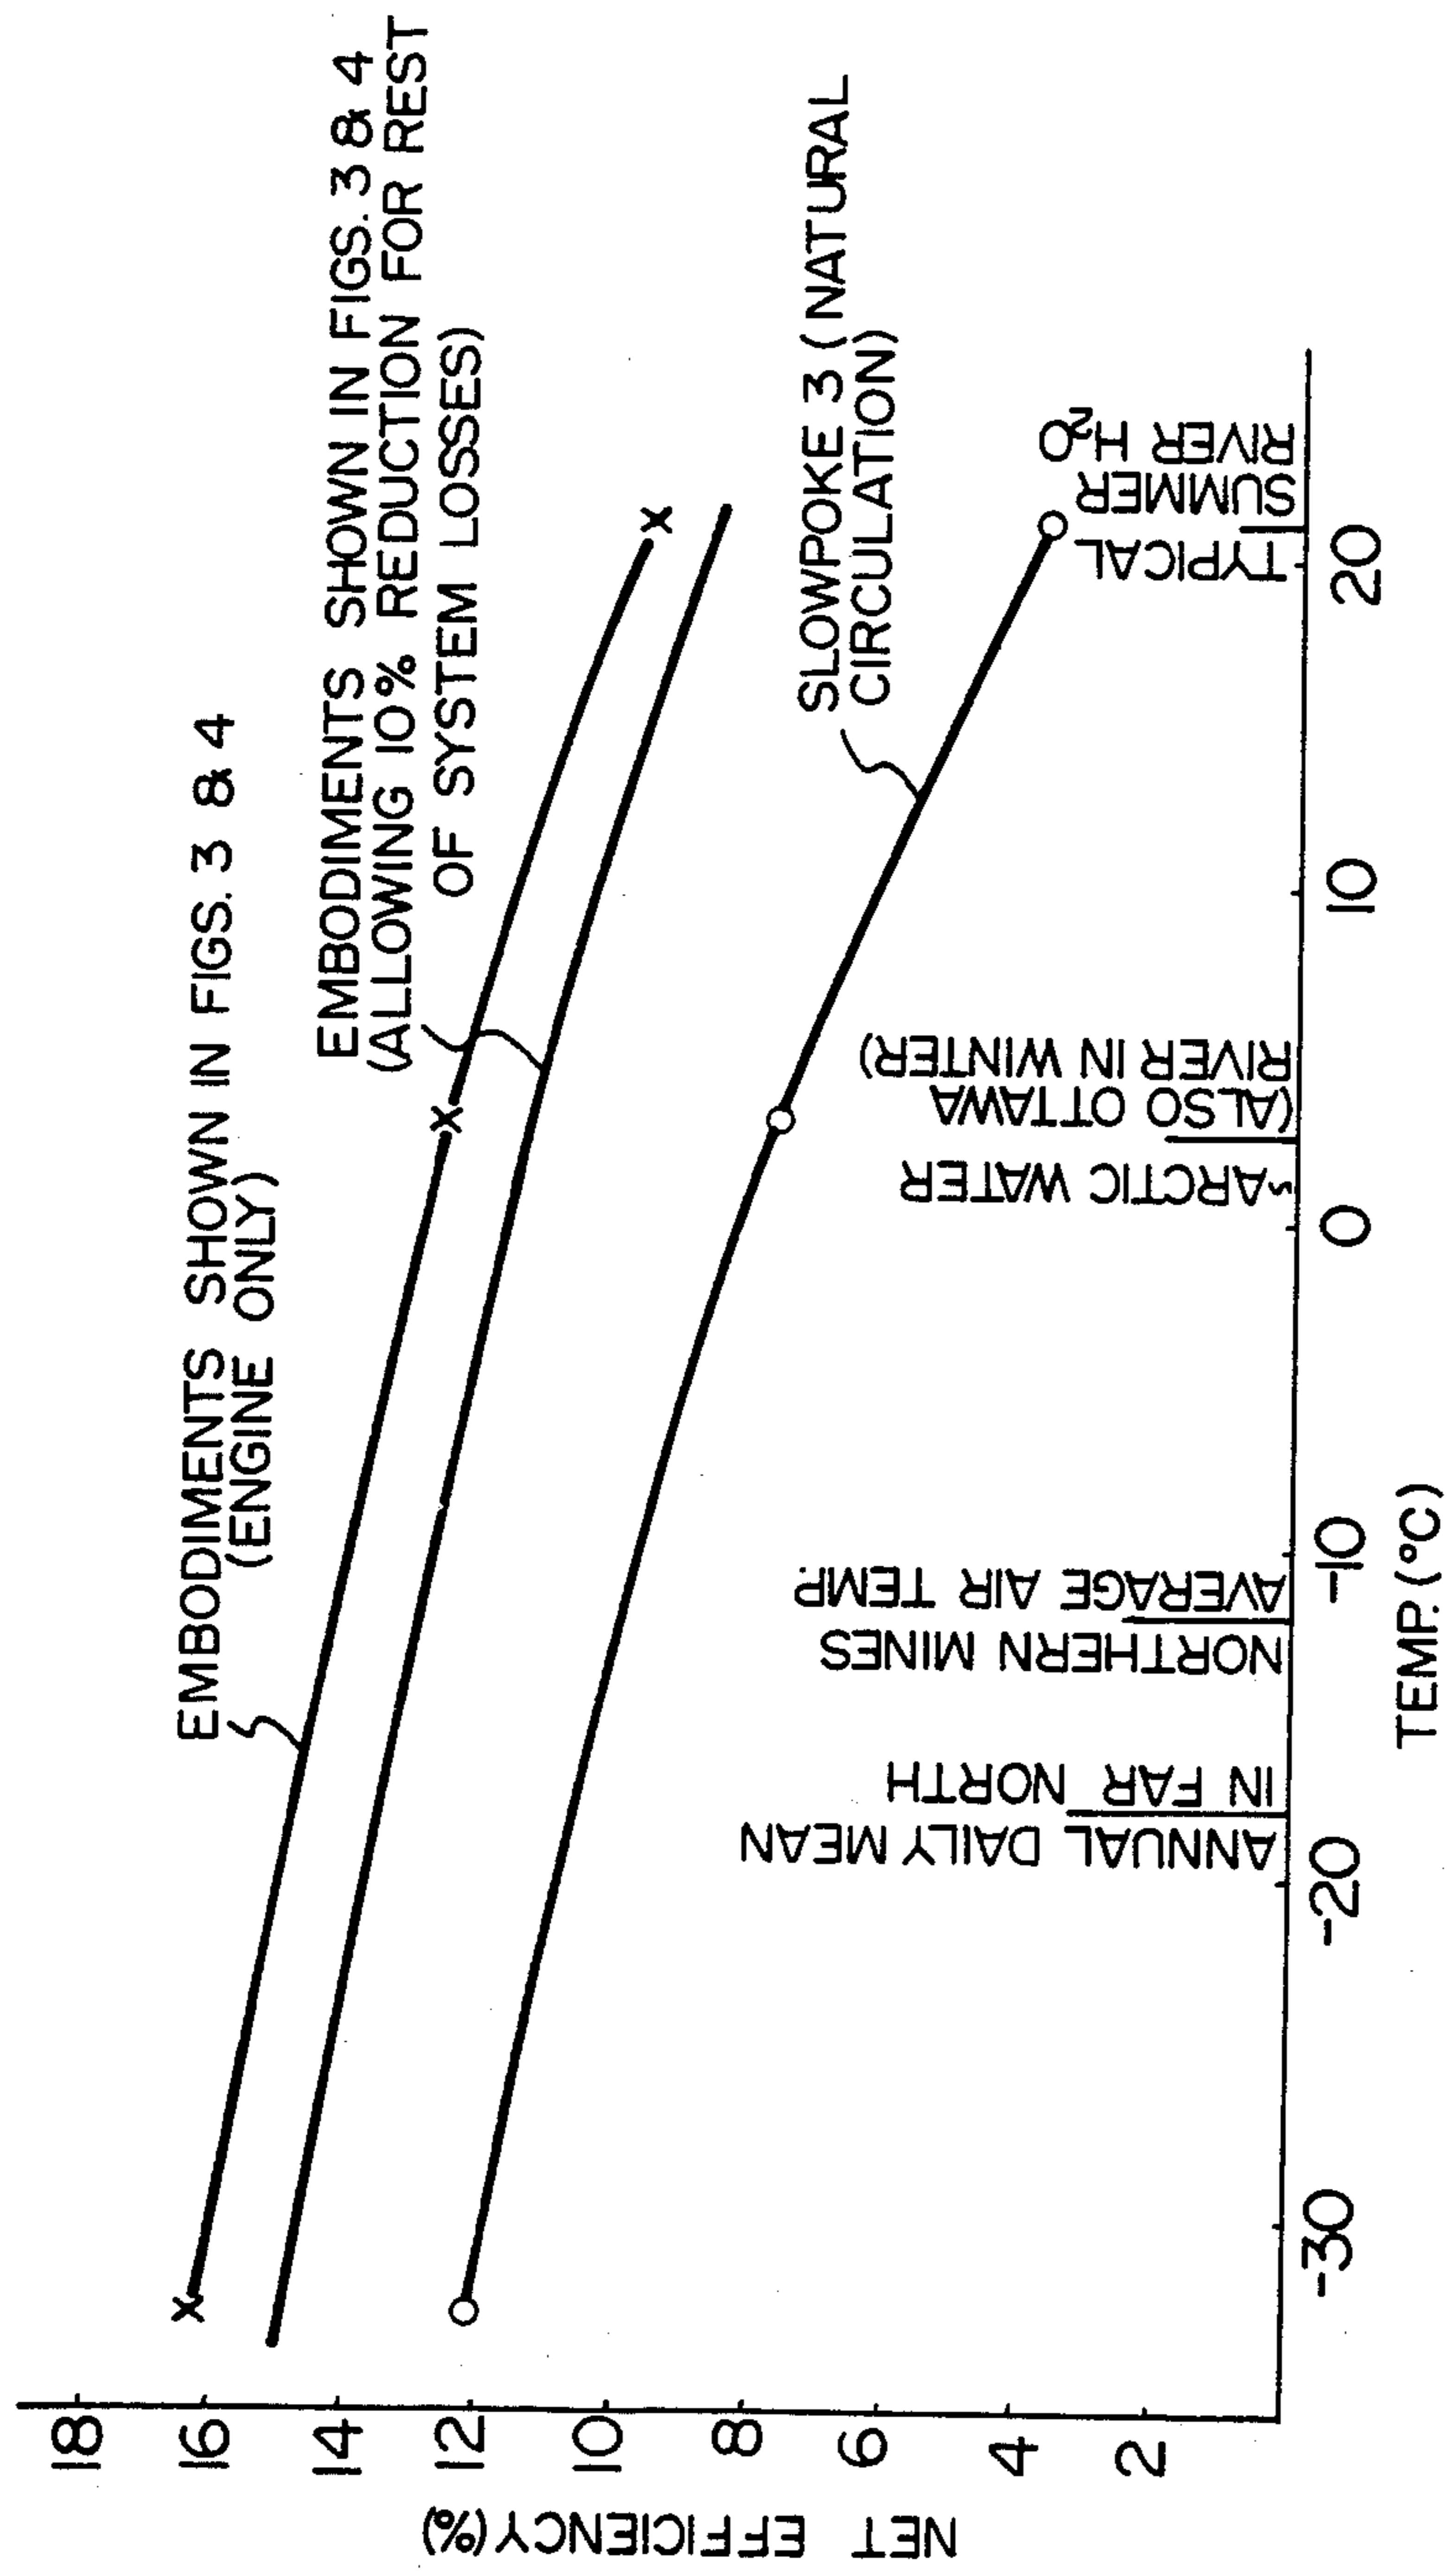 EMBODIMENTS SHOWN IN FIGS. 3 & 4
(ENGINE ONLY)
EMBODIMENTS SHOWN IN FIGS. 3 & 4
(ALLOWING 10% REDUCTION FOR REST
OF SYSTEM LOSSES)
SLOWPOKE 3 (NATURAL
CIRCULATION)
NET EFFICIENCY (%)
18
16
14
12
10
8
6
4
2
ANNUAL DAILY MEAN
IN FAR NORTH
NORTHERN MINES
AVERAGE AIR TEMP.
~ARCTIC WATER
(ALSO OTTAWA
RIVER IN WINTER)
TYPICAL
SUMMER
RIVER H2O
-30
-20
-10
0
10
20
TEMP. (°C)